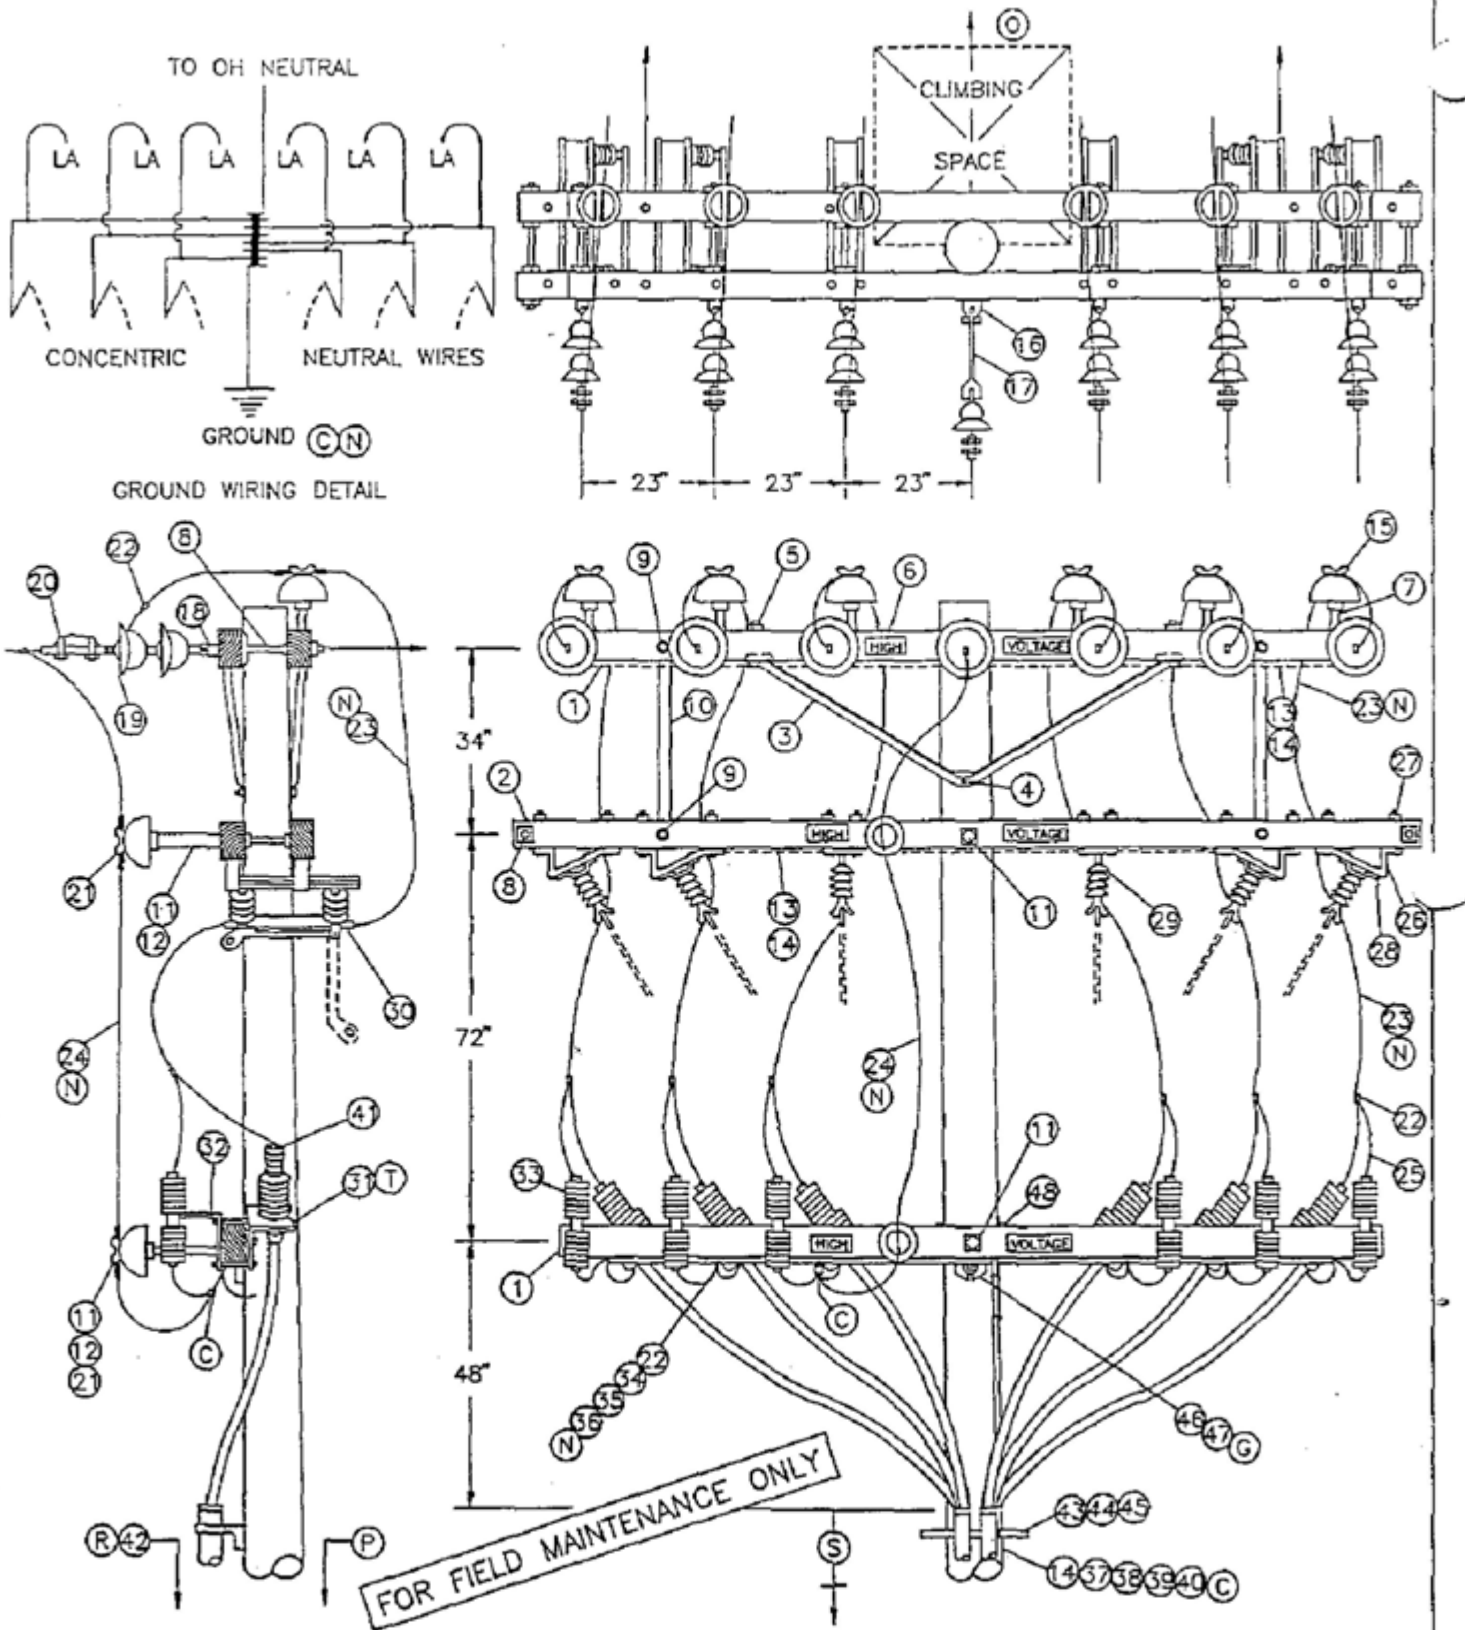 TO OH NEUTRAL
LA LA LA LA LA LA
CONCENTRIC NEUTRAL WIRES
GROUND C N
GROUND WIRING DETAIL
O
CLIMBING
SPACE
16
17
23" 23" 23"
22 8
20
18
19
N
23
21
11
12
24
N
30
41
32
31 T
11
12
21
C
R 42
P
34"
72"
48"
9 5 6 15
7
HIGH VOLTAGE
1
10
3
13
14
23 N
2
9
4
27
HIGH VOLTAGE
8
13
14
11
29
28
26
24
N
23
N
22
25
11
33
48
HIGH VOLTAGE
1
C
22
34
35
36
N
46
47
G
FOR FIELD MAINTENANCE ONLY
S
43 44 45
14 37 38 39 40 C